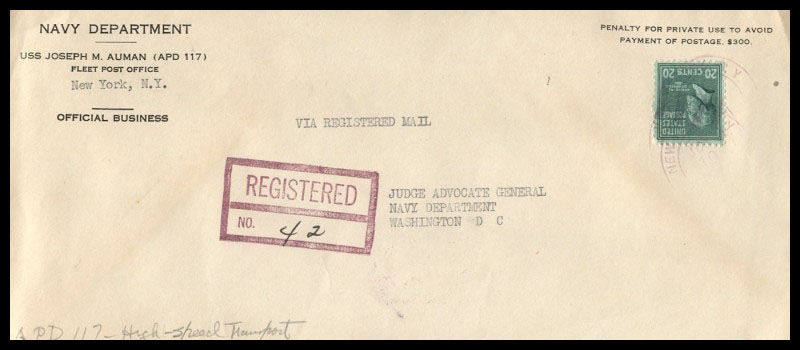 NAVY DEPARTMENT
USS JOSEPH M. AUMAN (APD 117)
FLEET POST OFFICE
New York, N.Y.
OFFICIAL BUSINESS
PENALTY FOR PRIVATE USE TO AVOID
PAYMENT OF POSTAGE, $300.
UNITED
STATES
POSTAGE
20 CENTS 20
NEW
VIA REGISTERED MAIL
REGISTERED
NO. 42
JUDGE ADVOCATE GENERAL
NAVY DEPARTMENT
WASHINGTON D C
APD 117 - High-speed Transport